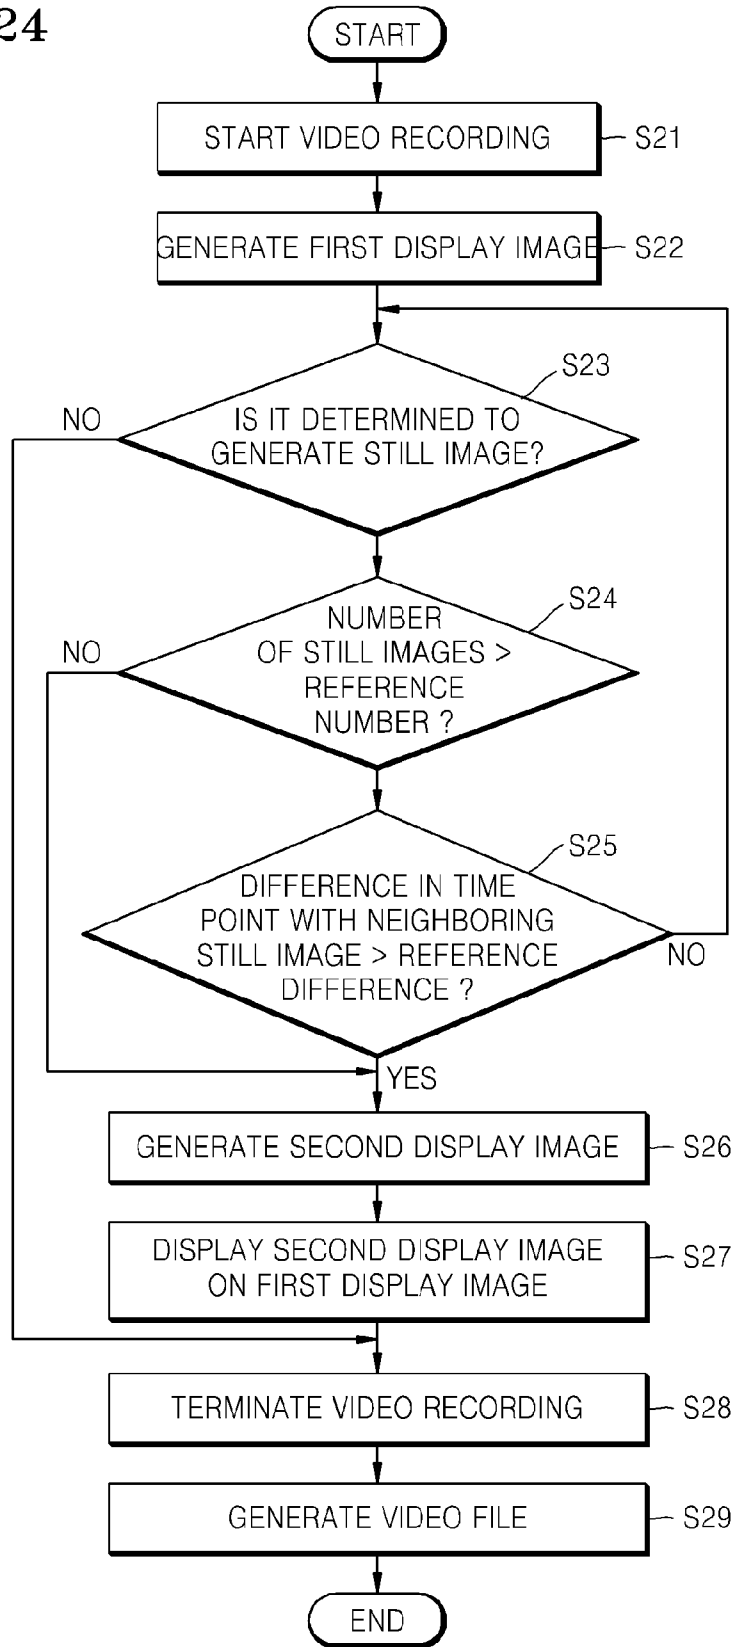 24
START
START VIDEO RECORDING
S21
GENERATE FIRST DISPLAY IMAGE
S22
S23
NO
IS IT DETERMINED TO
GENERATE STILL IMAGE?
S24
NO
NUMBER
OF STILL IMAGES >
REFERENCE
NUMBER ?
S25
DIFFERENCE IN TIME
POINT WITH NEIGHBORING
STILL IMAGE > REFERENCE
DIFFERENCE ?
NO
YES
GENERATE SECOND DISPLAY IMAGE
S26
DISPLAY SECOND DISPLAY IMAGE
ON FIRST DISPLAY IMAGE
S27
TERMINATE VIDEO RECORDING
S28
GENERATE VIDEO FILE
S29
END